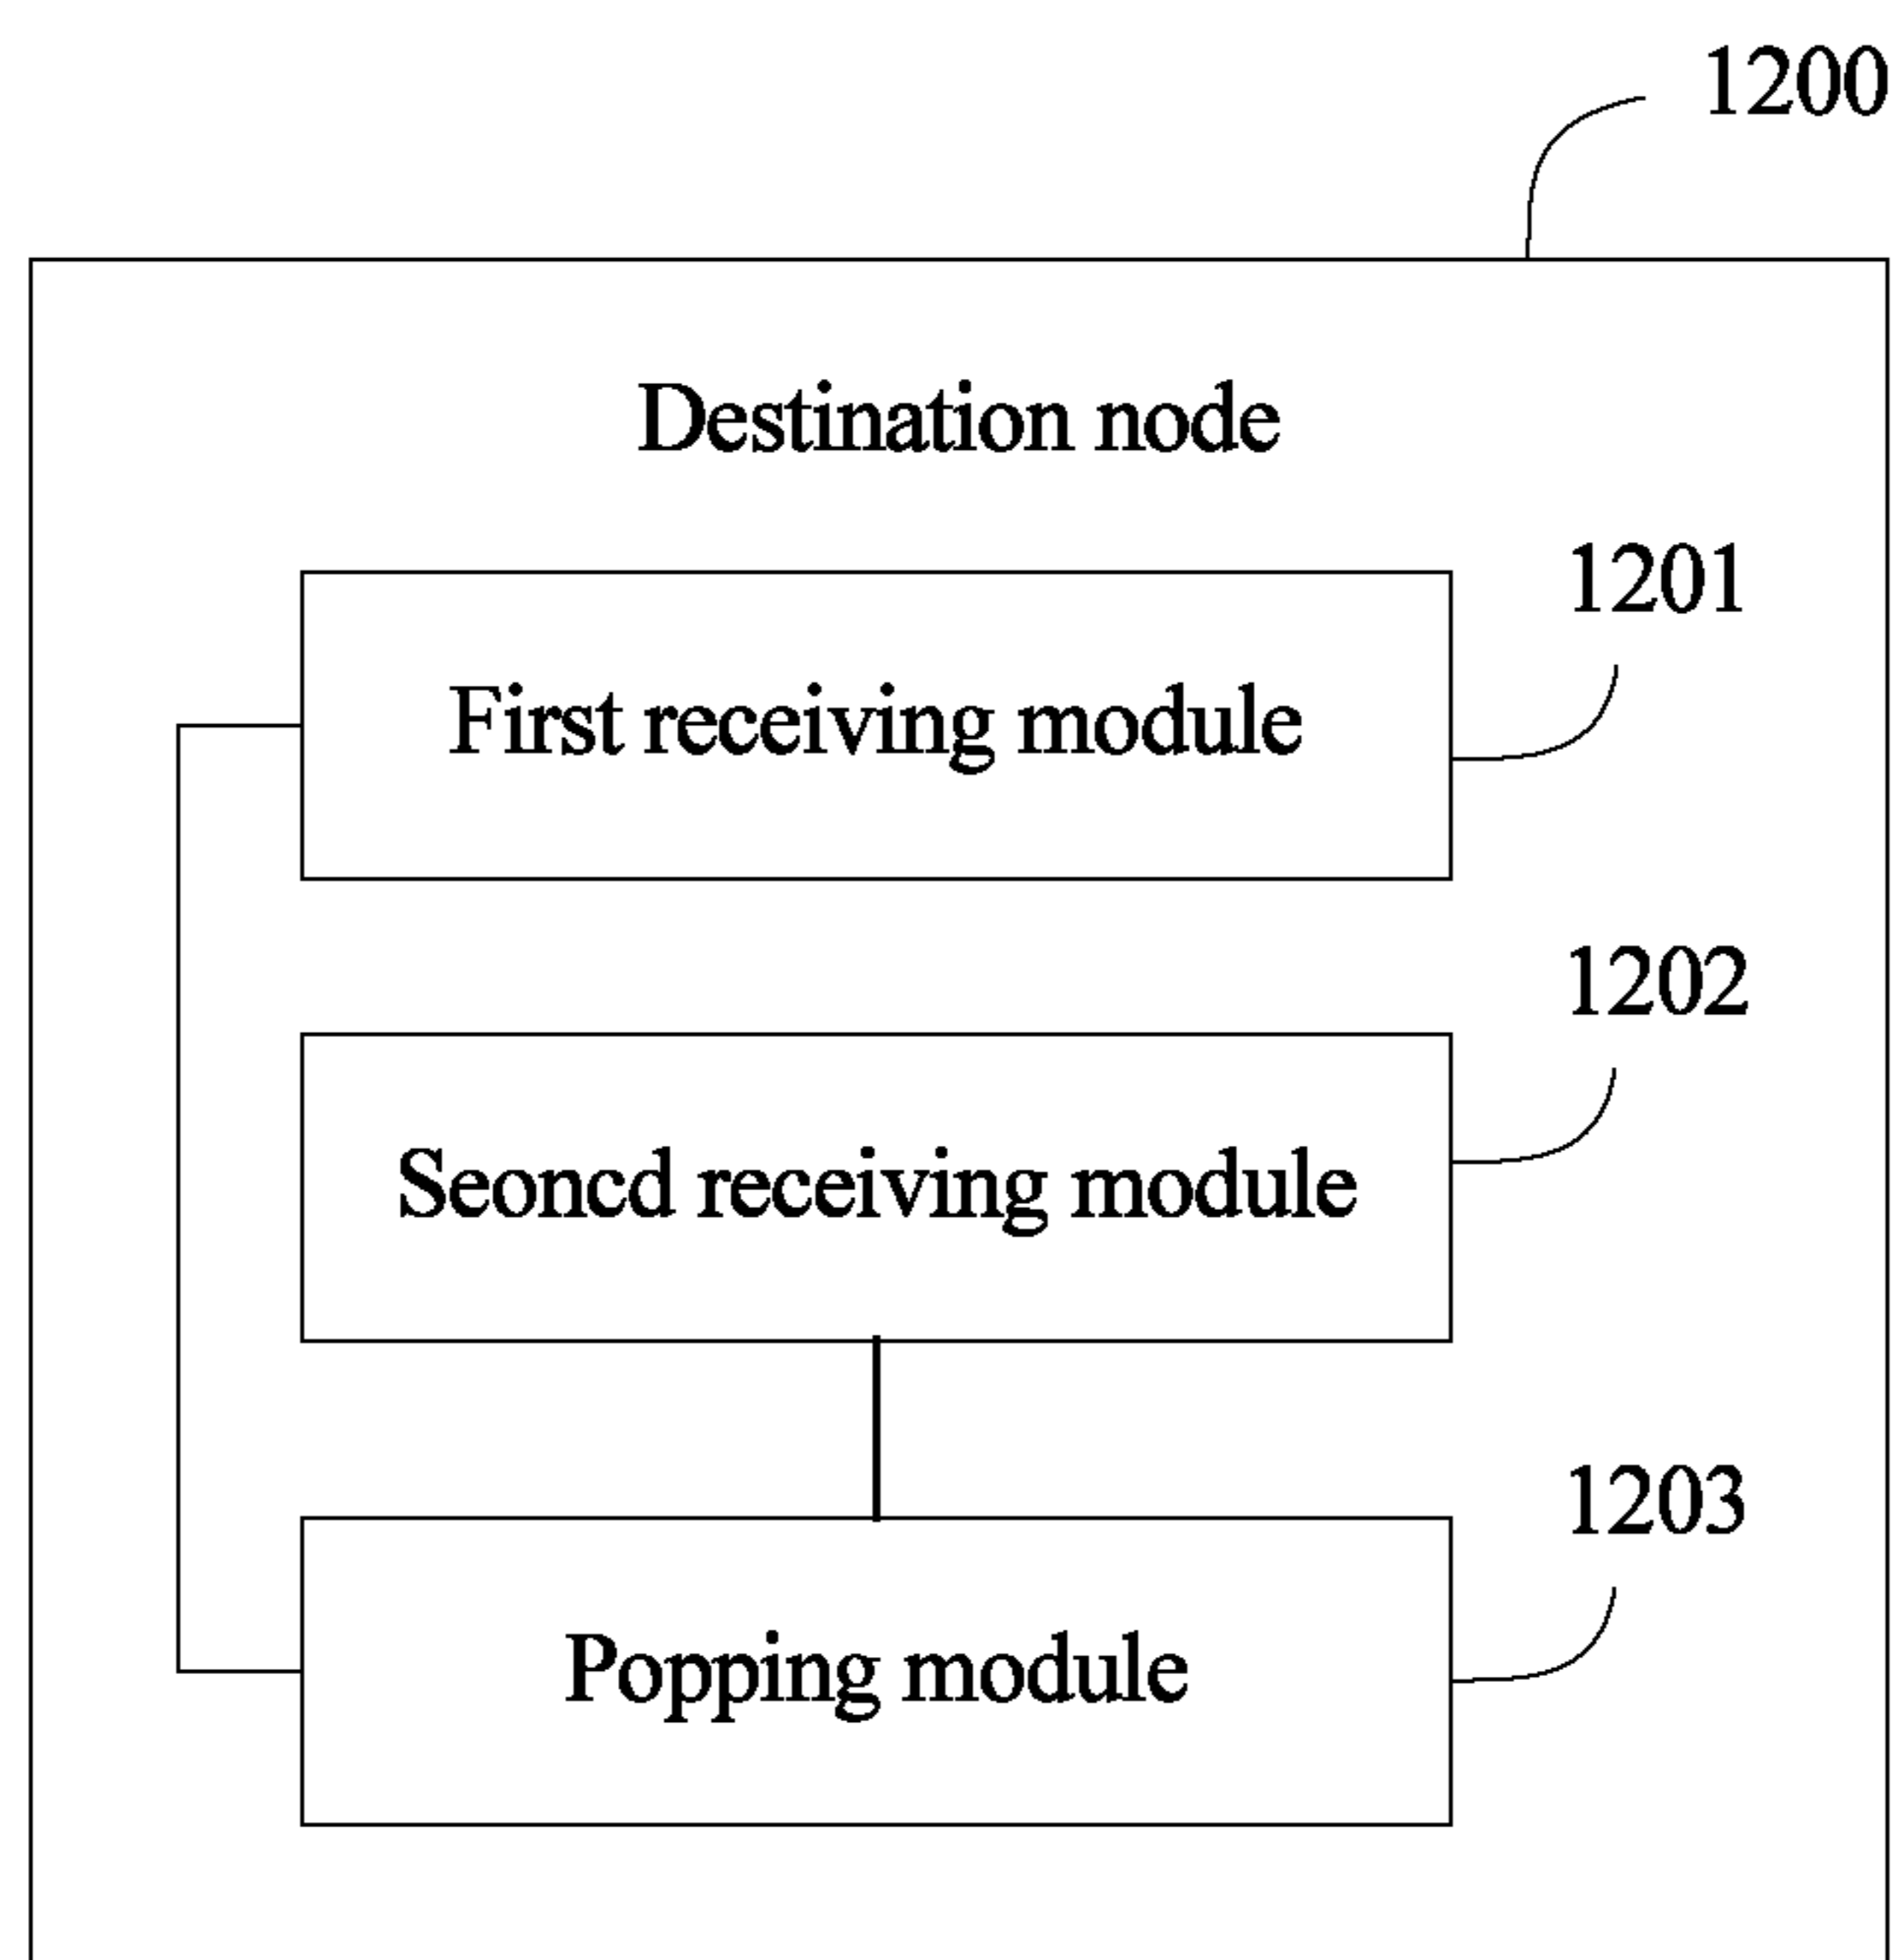 1200
Destination node
1201
First receiving module
1202
Seoncd receiving module
1203
Popping module